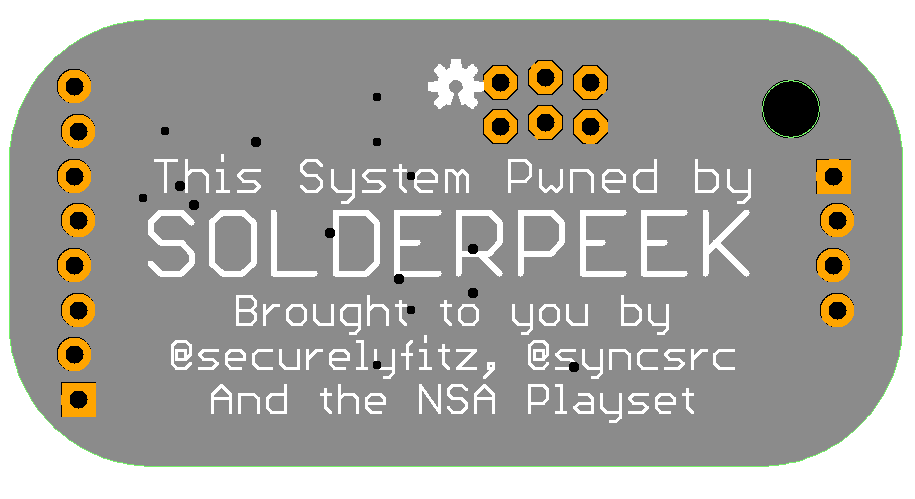 This System Pwned by
SOLDERPEEK
Brought to you by
@securelyfitz, @syncsrc
And the NSA Playset